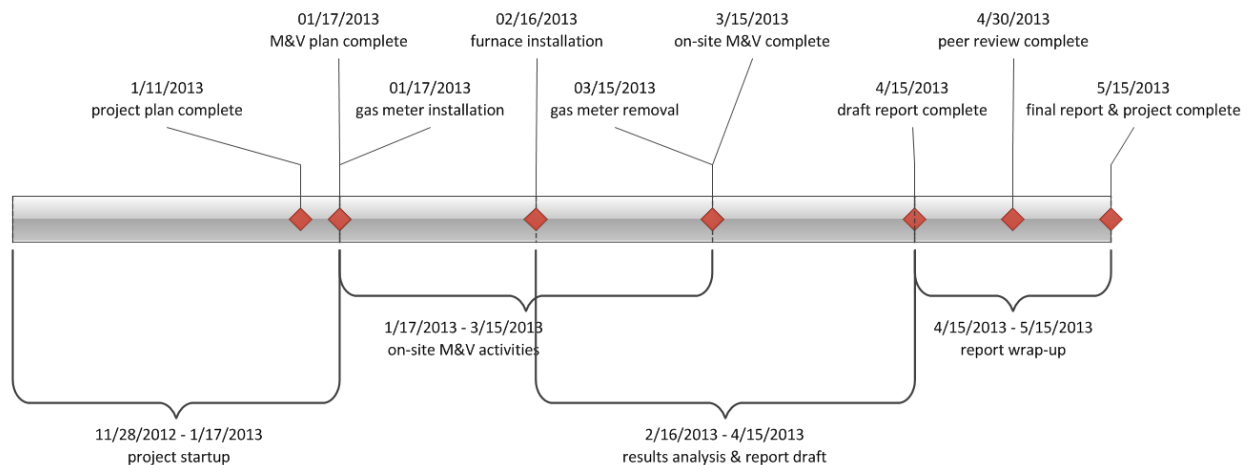 01/17/2013
M&V plan complete
02/16/2013
furnace installation
3/15/2013
on-site M&V complete
4/30/2013
peer review complete
1/11/2013
project plan complete
01/17/2013
gas meter installation
03/15/2013
gas meter removal
4/15/2013
draft report complete
5/15/2013
final report & project complete
1/17/2013 - 3/15/2013
on-site M&V activities
4/15/2013 - 5/15/2013
report wrap-up
11/28/2012 - 1/17/2013
project startup
2/16/2013 - 4/15/2013
results analysis & report draft